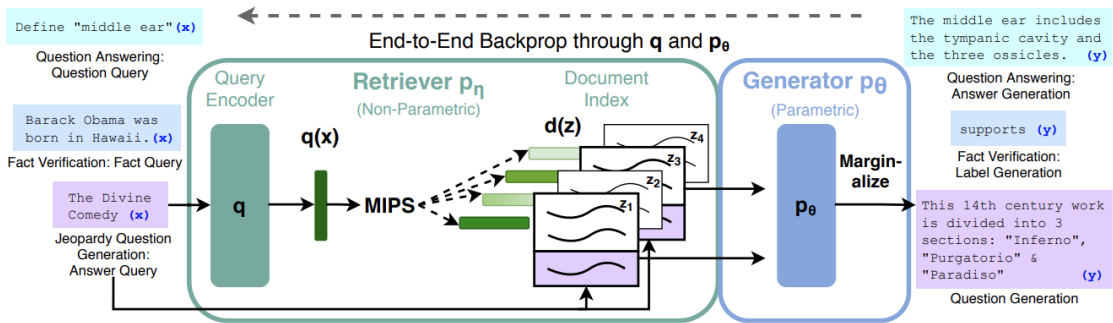 Define "middle ear" (x)
Question Answering:
Question Query
Barack Obama was
born in Hawaii.(x)
Fact Verification: Fact Query
The Divine
Comedy (x)
Jeopardy Question
Generation:
Answer Query
End-to-End Backprop through q and pθ
Query
Encoder
q
q(x)
Retriever pη
(Non-Parametric)
MIPS
Document
Index
d(z)
z4
z3
z2
z1
Generator pθ
(Parametric)
pθ
Margin-
alize
The middle ear includes
the tympanic cavity and
the three ossicles. (y)
Question Answering:
Answer Generation
supports (y)
Fact Verification:
Label Generation
This 14th century work
is divided into 3
sections: "Inferno",
"Purgatorio" &
"Paradiso" (y)
Question Generation